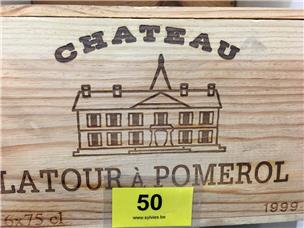 CHATEAU
LATOUR À POMEROL
6x75 cl
1999
50
www.sylvies.be